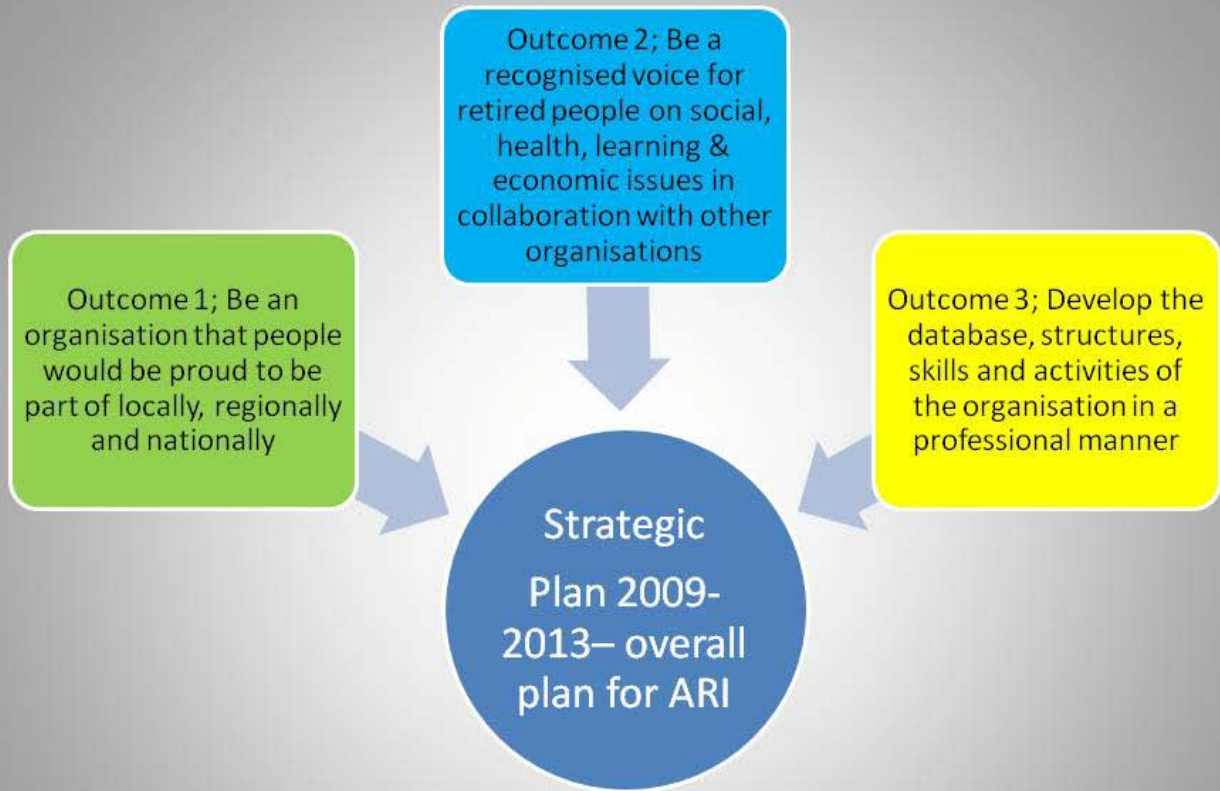 Outcome 1; Be an
organisation that people
would be proud to be
part of locally, regionally
and nationally
Outcome 2; Be a
recognised voice for
retired people on social,
health, learning &
economic issues in
collaboration with other
organisations
Outcome 3; Develop the
database, structures,
skills and activities of
the organisation in a
professional manner
Strategic
Plan 2009-
2013– overall
plan for ARI